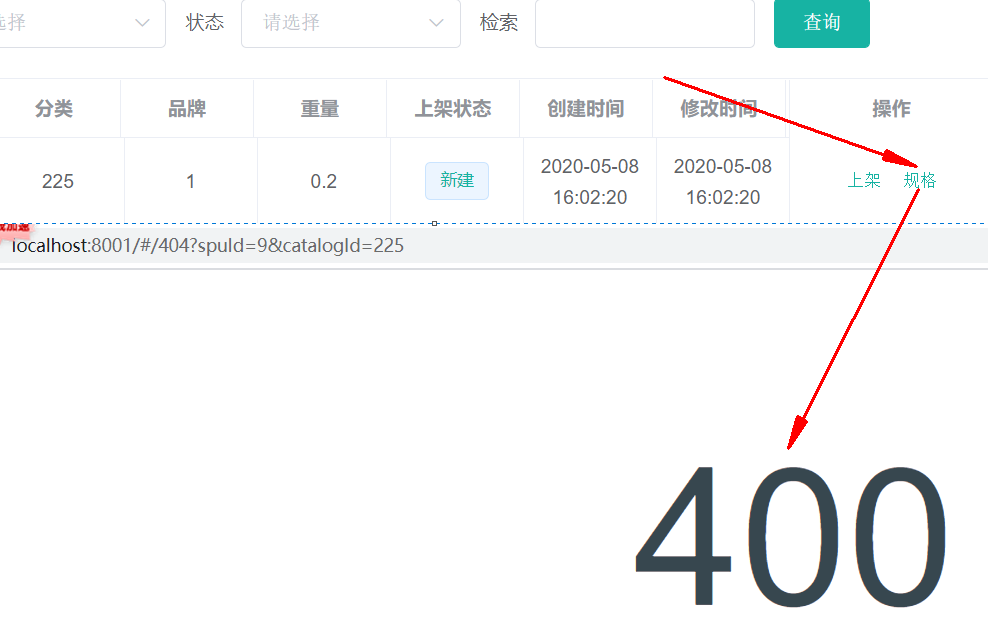 选择 状态 请选择 检索 查询
分类 品牌 重量 上架状态 创建时间 修改时间 操作
225 1 0.2 新建 2020-05-08 16:02:20 2020-05-08 16:02:20 上架 规格
加速
localhost:8001/#/404?spuId=9&catalogId=225
400